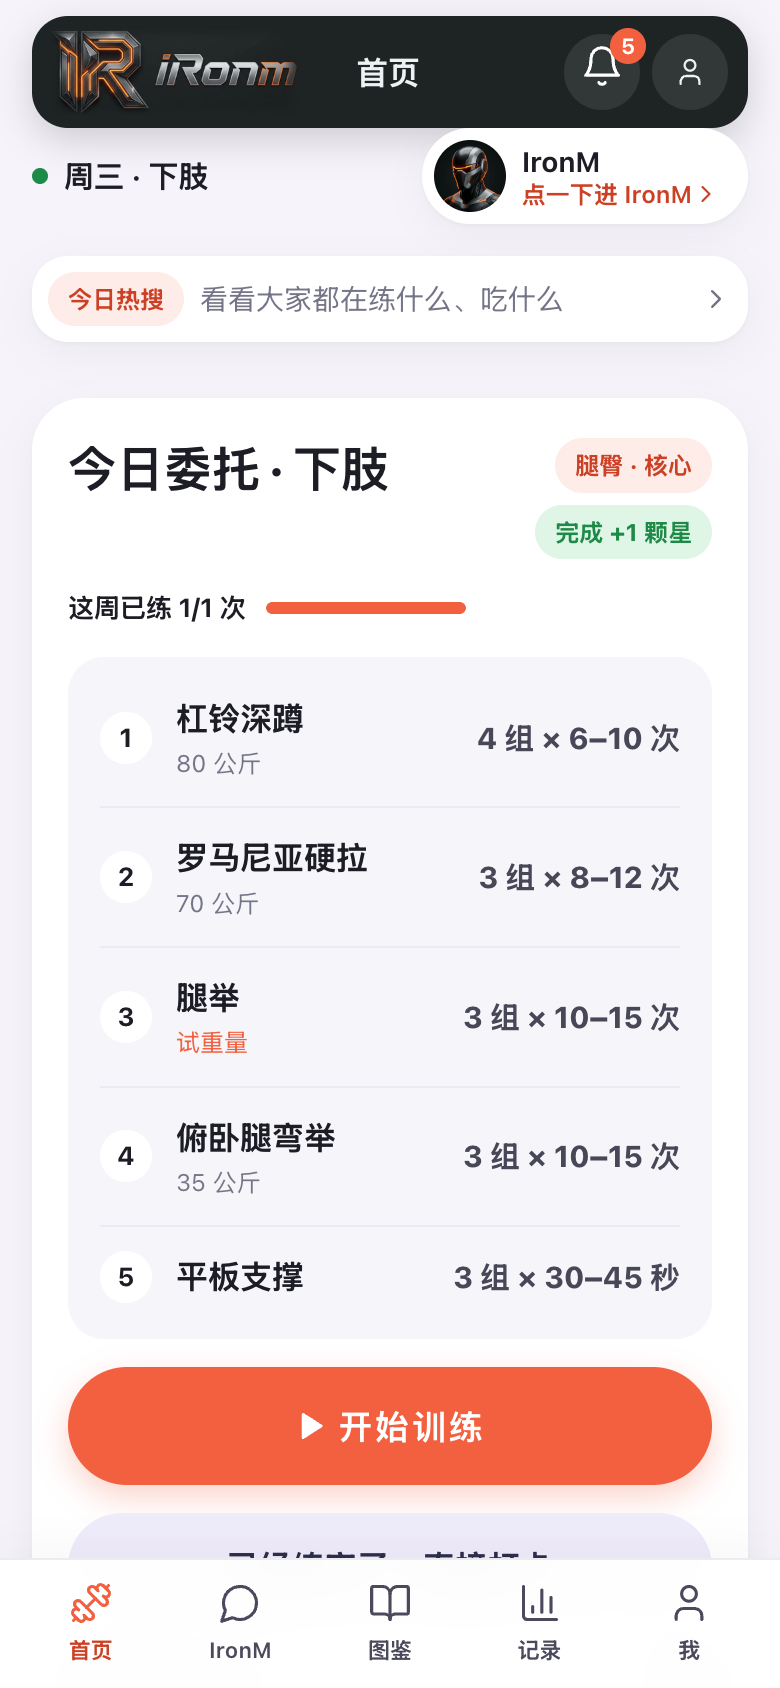 iRonm
首页
5
周三 · 下肢
IronM
点一下进 IronM
今日热搜
看看大家都在练什么、吃什么
今日委托 · 下肢
腿臀 · 核心
完成 +1 颗星
这周已练 1/1 次
1
杠铃深蹲
80 公斤
4 组 × 6–10 次
2
罗马尼亚硬拉
70 公斤
3 组 × 8–12 次
3
腿举
试重量
3 组 × 10–15 次
4
俯卧腿弯举
35 公斤
3 组 × 10–15 次
5
平板支撑
3 组 × 30–45 秒
开始训练
首页
IronM
图鉴
记录
我